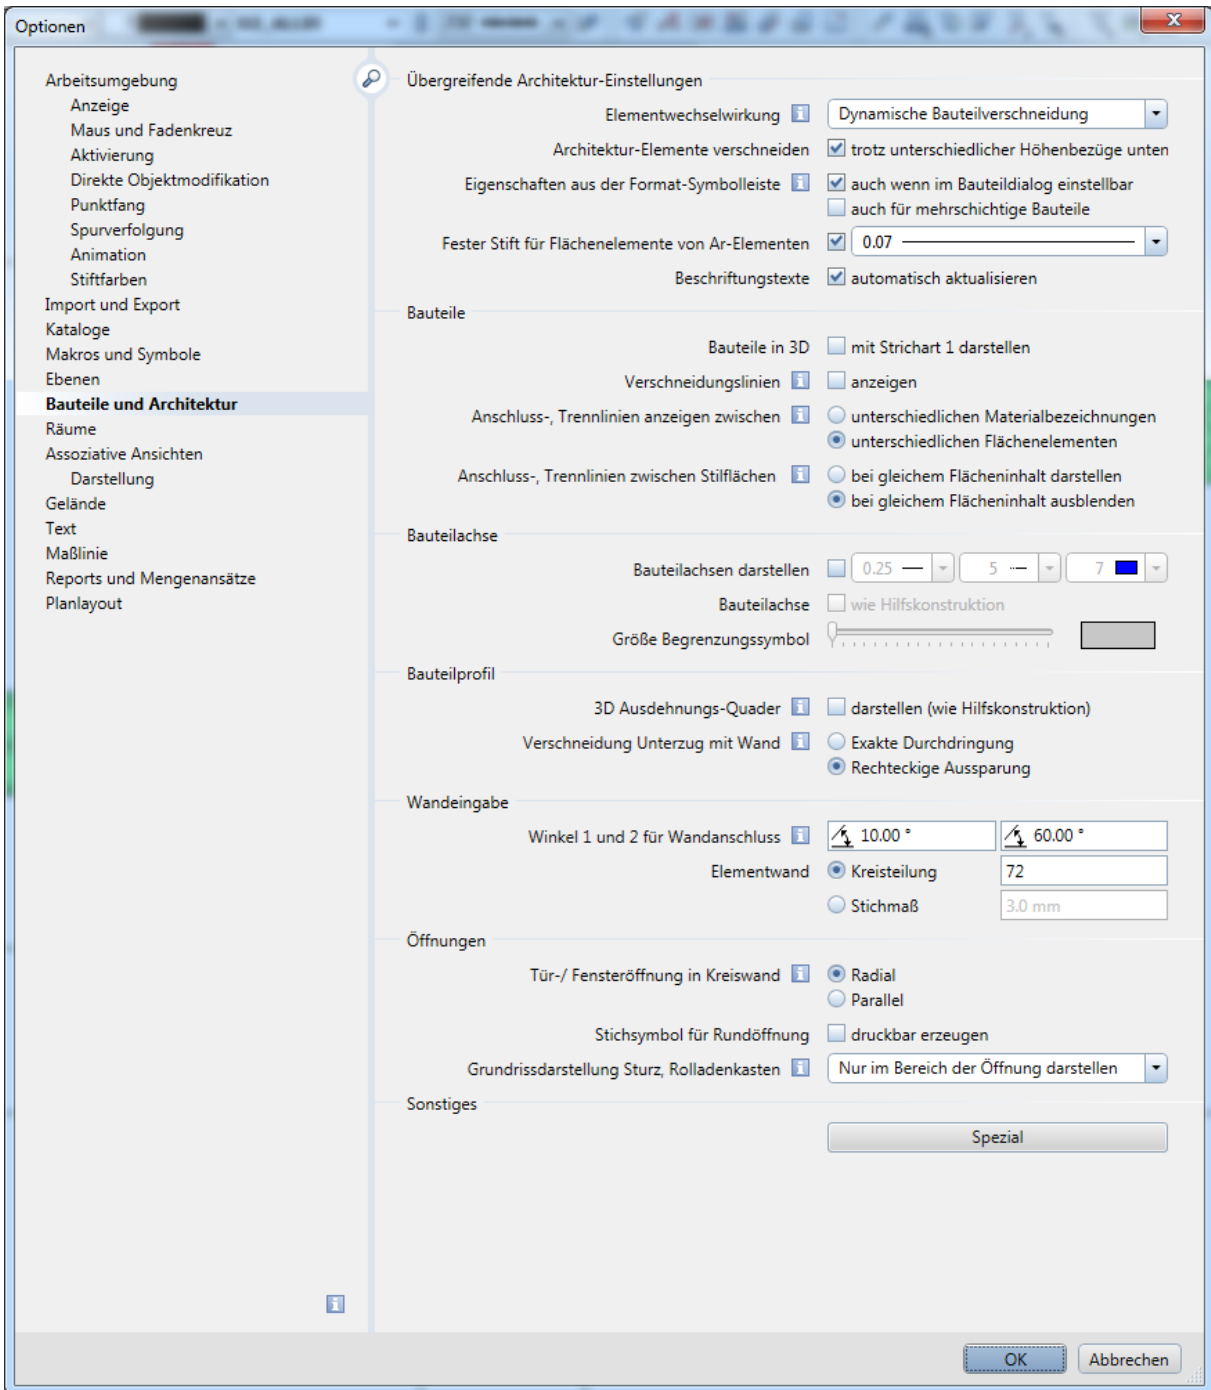 Optionen
Arbeitsumgebung
Anzeige
Maus und Fadenkreuz
Aktivierung
Direkte Objektmodifikation
Punktfang
Spurverfolgung
Animation
Stiftfarben
Import und Export
Kataloge
Makros und Symbole
Ebenen
Bauteile und Architektur
Räume
Assoziative Ansichten
Darstellung
Gelände
Text
Maßlinie
Reports und Mengenansätze
Planlayout
Übergreifende Architektur-Einstellungen
Elementwechselwirkung Dynamische Bauteilverschneidung
Architektur-Elemente verschneiden trotz unterschiedlicher Höhenbezüge unten
Eigenschaften aus der Format-Symbolleiste auch wenn im Bauteildialog einstellbar
auch für mehrschichtige Bauteile
Fester Stift für Flächenelemente von Ar-Elementen 0.07
Beschriftungstexte automatisch aktualisieren
Bauteile
Bauteile in 3D mit Strichart 1 darstellen
Verschneidungslinien anzeigen
Anschluss-, Trennlinien anzeigen zwischen unterschiedlichen Materialbezeichnungen
unterschiedlichen Flächenelementen
Anschluss-, Trennlinien zwischen Stilflächen bei gleichem Flächeninhalt darstellen
bei gleichem Flächeninhalt ausblenden
Bauteilachse
Bauteilachsen darstellen 0.25 5 7
Bauteilachse wie Hilfskonstruktion
Größe Begrenzungssymbol
Bauteilprofil
3D Ausdehnungs-Quader darstellen (wie Hilfskonstruktion)
Verschneidung Unterzug mit Wand Exakte Durchdringung
Rechteckige Aussparung
Wandeingabe
Winkel 1 und 2 für Wandanschluss 10.00 ° 60.00 °
Elementwand Kreisteilung 72
Stichmaß 3.0 mm
Öffnungen
Tür-/ Fensteröffnung in Kreiswand Radial
Parallel
Stichsymbol für Rundöffnung druckbar erzeugen
Grundrissdarstellung Sturz, Rolladenkasten Nur im Bereich der Öffnung darstellen
Sonstiges
Spezial
OK Abbrechen